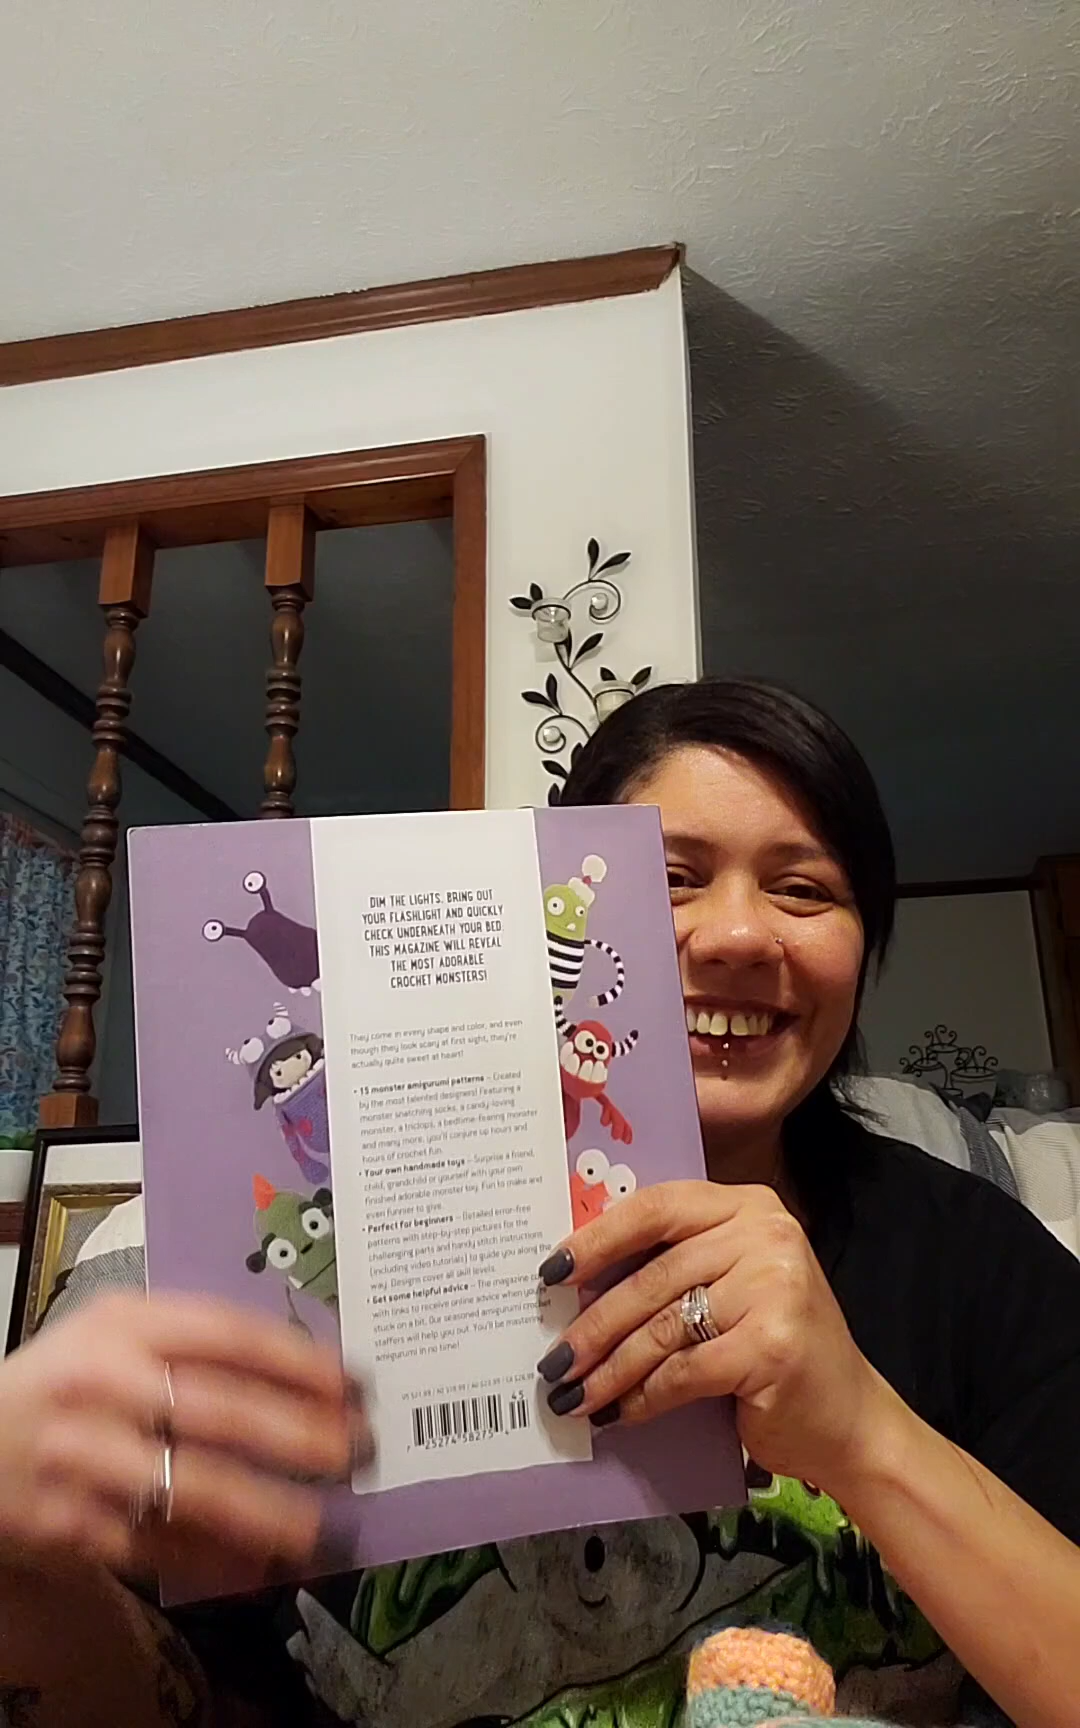 DIM THE LIGHTS, BRING OUT
YOUR FLASHLIGHT AND QUICKLY
CHECK UNDERNEATH YOUR BED.
THIS MAGAZINE WILL REVEAL
THE MOST ADORABLE
CROCHET MONSTERS!
They come in every shape and color, and even
though they look scary at first sight, they're
actually quite sweet at heart!
• 15 monster amigurumi patterns – Created
by the most talented designers! Featuring a
monster snatching socks, a candy-loving
monster, a triclops, a bedtime-fearing monster
and many more, you'll conjure up hours and
hours of crochet fun.
• Your own handmade toys – Surprise a friend,
child, grandchild or yourself with your own
finished adorable monster toy. Fun to make and
even funnier to give.
• Perfect for beginners – Detailed error-free
patterns with step-by-step pictures for the
challenging parts and handy stitch instructions
(including video tutorials) to guide you along the
way. Designs cover all skill levels.
• Get some helpful advice – The magazine
with links to receive online advice when you're
stuck on a bit. Our seasoned amigurumi crochet
staffers will help you out. You'll be mastering
amigurumi in no time!
45
7 25274 58275 4